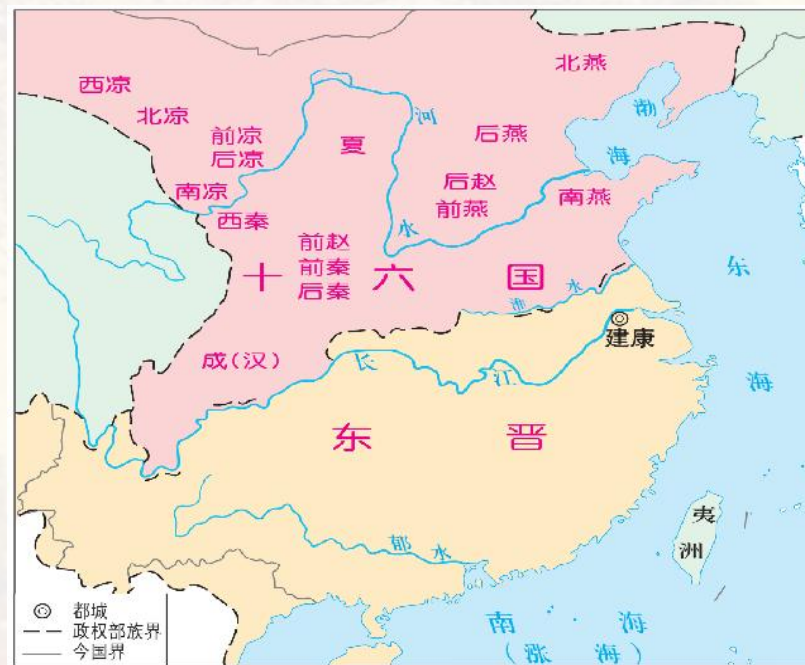 北燕
西凉
北凉
前凉
后凉
南凉
西秦
夏
河
水
后燕
后赵
前燕
南燕
渤
海
前赵
前秦
后秦
十六国
淮水
东
海
建康
成(汉)
长
江
东晋
夷
洲
郁水
南海
(涨海)
都城
政权部族界
今国界